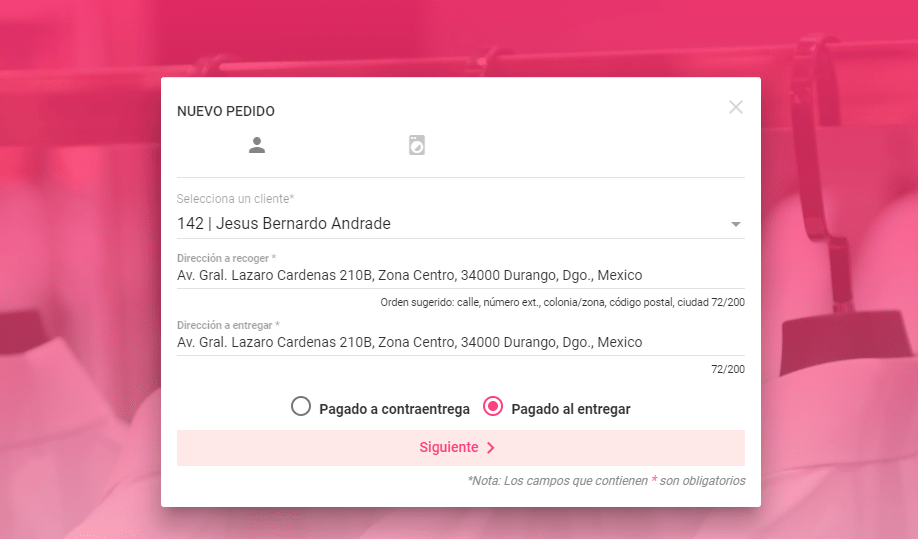 NUEVO PEDIDO
Selecciona un cliente*
142 | Jesus Bernardo Andrade
Dirección a recoger *
Av. Gral. Lazaro Cardenas 210B, Zona Centro, 34000 Durango, Dgo., Mexico
Orden sugerido: calle, número ext., colonia/zona, código postal, ciudad 72/200
Dirección a entregar *
Av. Gral. Lazaro Cardenas 210B, Zona Centro, 34000 Durango, Dgo., Mexico
72/200
Pagado a contraentrega Pagado al entregar
Siguiente
*Nota: Los campos que contienen * son obligatorios